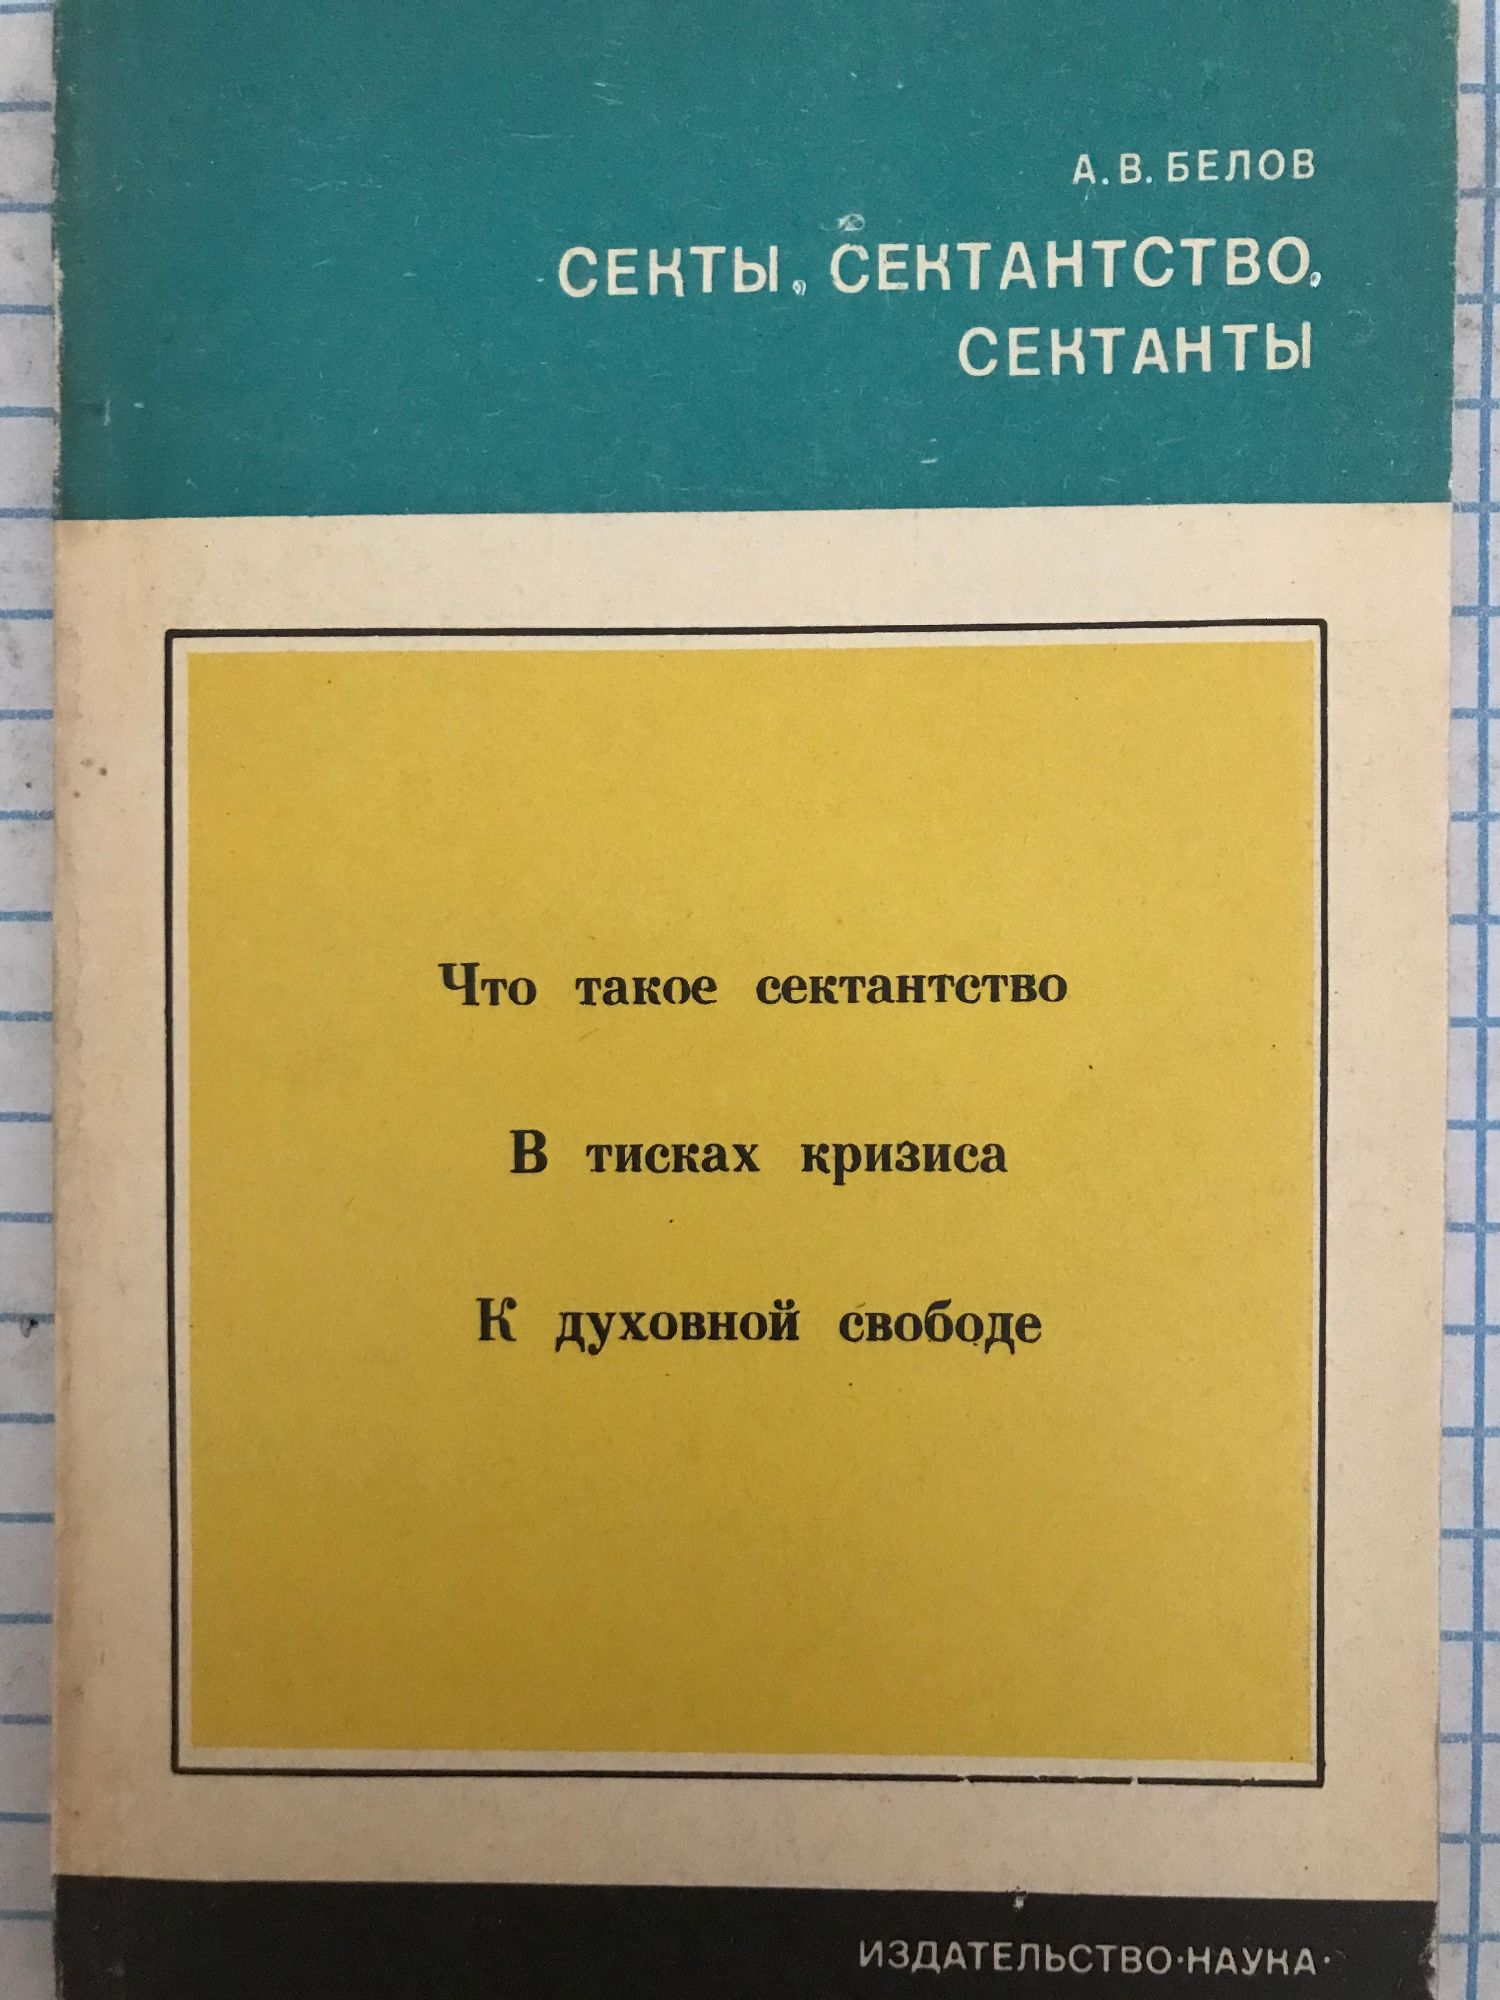 А. В. БЕЛОВ
СЕКТЫ, СЕКТАНТСТВО,
СЕКТАНТЫ
Что такое сектантство
В тисках кризиса
К духовной свободе
ИЗДАТЕЛЬСТВО·НАУКА·